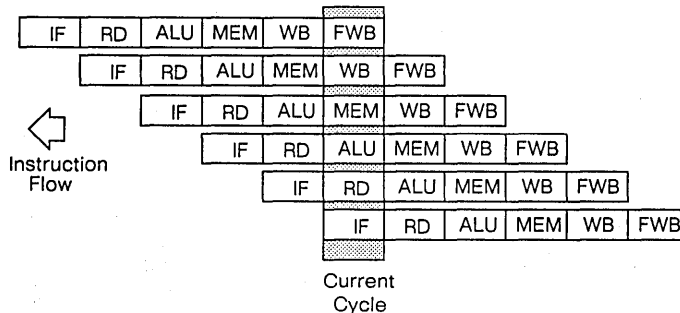 IF RD ALU MEM WB FWB
IF RD ALU MEM WB FWB
IF RD ALU MEM WB FWB
IF RD ALU MEM WB FWB
IF RD ALU MEM WB FWB
IF RD ALU MEM WB FWB
Instruction
Flow
Current
Cycle